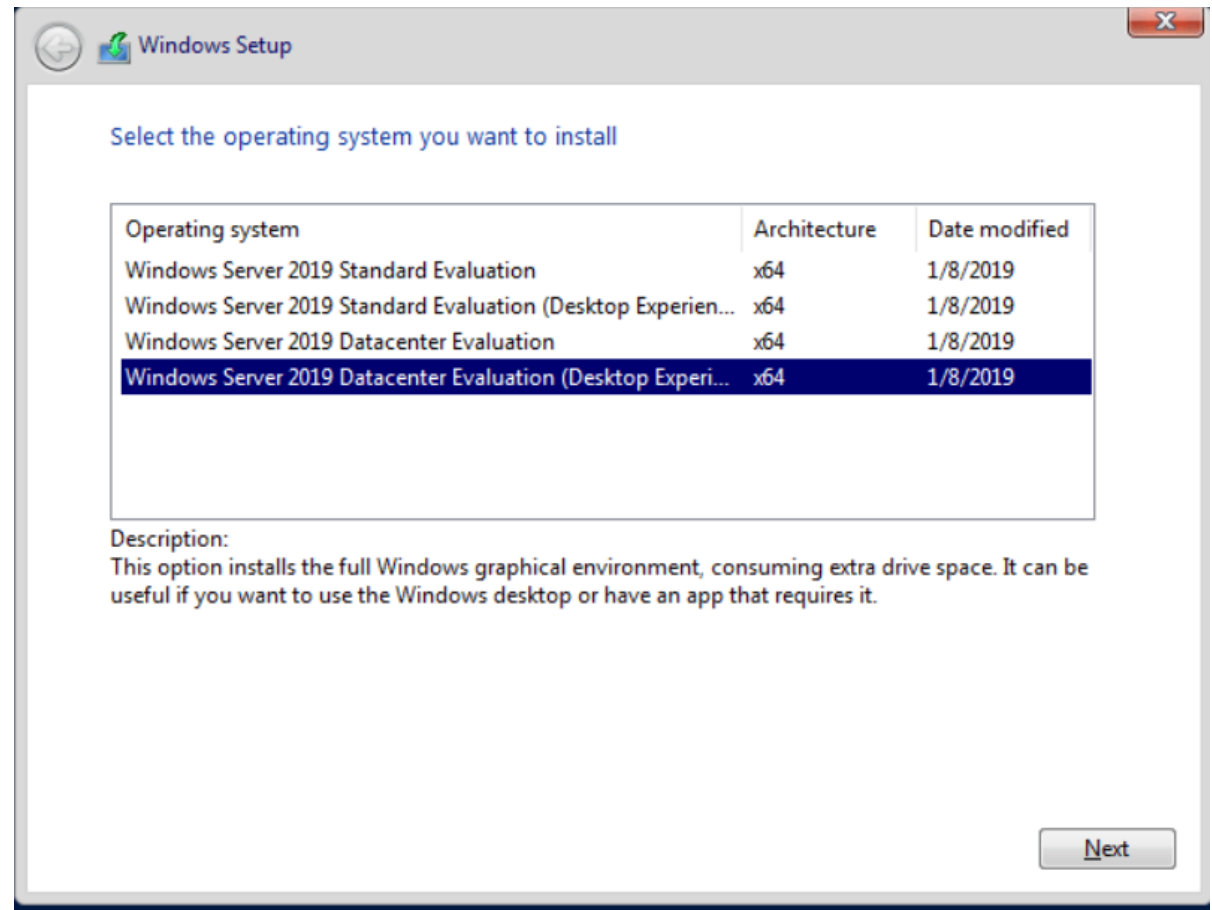 Windows Setup
Select the operating system you want to install
Operating system Architecture Date modified
Windows Server 2019 Standard Evaluation x64 1/8/2019
Windows Server 2019 Standard Evaluation (Desktop Experien... x64 1/8/2019
Windows Server 2019 Datacenter Evaluation x64 1/8/2019
Windows Server 2019 Datacenter Evaluation (Desktop Experi... x64 1/8/2019
Description:
This option installs the full Windows graphical environment, consuming extra drive space. It can be
useful if you want to use the Windows desktop or have an app that requires it.
Next